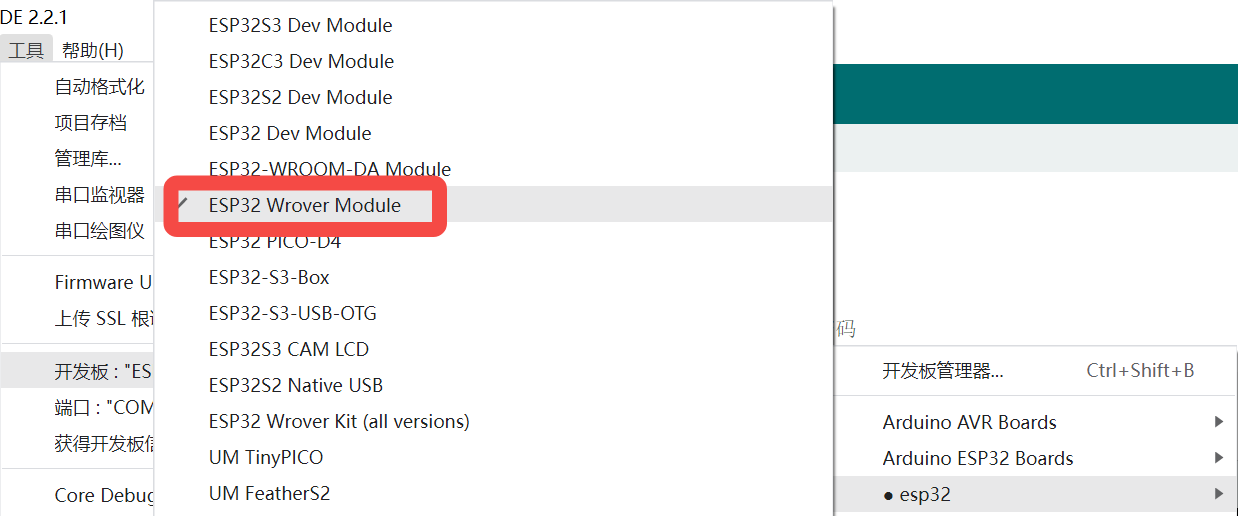 DE 2.2.1
工具 帮助(H)
自动格式化
项目存档
管理库...
串口监视器
串口绘图仪
Firmware U
上传 SSL 根
开发板 : "ES
端口 : "COM
获得开发板信
Core Debug
ESP32S3 Dev Module
ESP32C3 Dev Module
ESP32S2 Dev Module
ESP32 Dev Module
ESP32-WROOM-DA Module
ESP32 Wrover Module
ESP32 PICO-D4
ESP32-S3-Box
ESP32-S3-USB-OTG
ESP32S3 CAM LCD
ESP32S2 Native USB
ESP32 Wrover Kit (all versions)
UM TinyPICO
UM FeatherS2
码
开发板管理器... Ctrl+Shift+B
Arduino AVR Boards
Arduino ESP32 Boards
● esp32